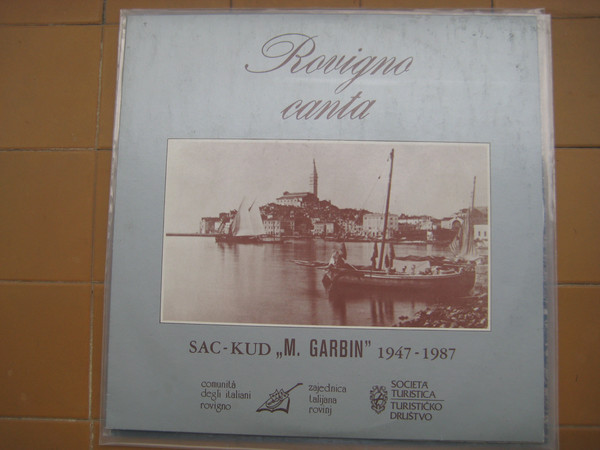 Rovigno
canta
SAC-KUD „M. GARBIN" 1947-1987
comunità
degli italiani
rovigno
zajednica
talijana
rovinj
SOCIETÀ
TURISTICA
TURISTIČKO
DRUŠTVO